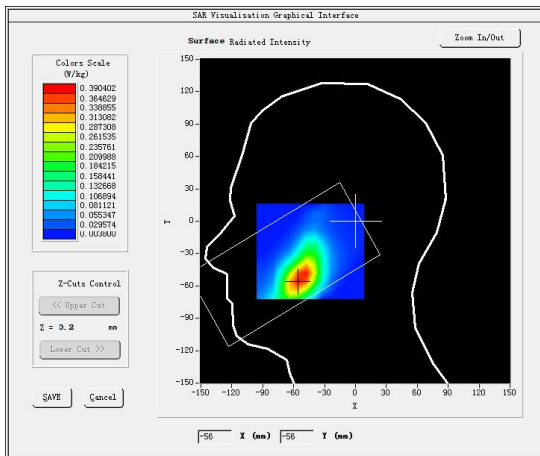 SAR Visualisation Graphical Interface
Surface Radiated Intensity
Zoom In/Out
Colors Scale
(W/kg)
0.390402
0.364629
0.338855
0.313082
0.287308
0.261535
0.235761
0.209988
0.184215
0.158441
0.132668
0.106894
0.081121
0.055347
0.029574
0.003800
Z-Cuts Control
<< Upper Cut
Z = 3.2 mm
Lower Cut >>
SAVE
Cancel
Y
150
120
90
60
30
0
-30
-60
-90
-120
-150
-150 -120 -90 -60 -30 0 30 60 90 120 150
X
-56 X (mm) -56 Y (mm)